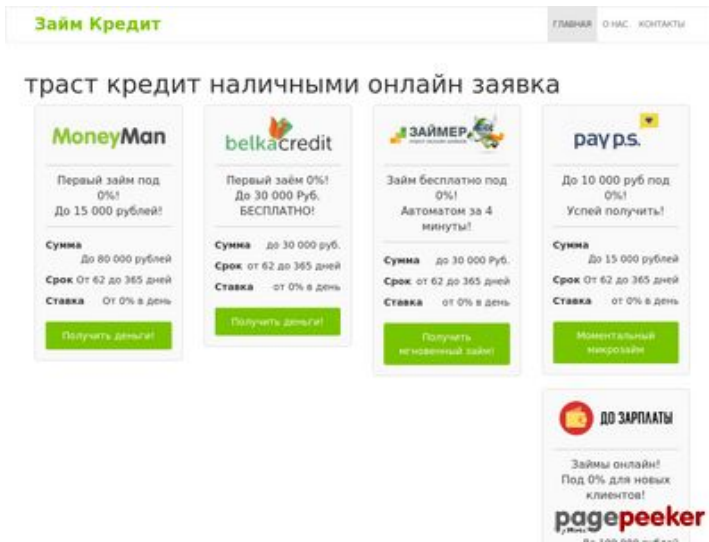 Займ Кредит
ГЛАВНАЯ О НАС КОНТАКТЫ
траст кредит наличными онлайн заявка
MoneyMan
Первый займ под
0%!
До 15 000 рублей!
Сумма
До 80 000 рублей
Срок От 62 до 365 дней
Ставка От 0% в день
Получить деньги!
belkacredit
Первый заём 0%!
До 30 000 Руб.
БЕСПЛАТНО!
Сумма до 30 000 руб.
Срок от 62 до 365 дней
Ставка от 0% в день
Получить деньги!
ЗАЙМЕР
Займ бесплатно под
0%!
Автоматом за 4
минуты!
Сумма до 30 000 Руб.
Срок от 62 до 365 дней
Ставка от 0% в день
Получить
мгновенный займ!
pay p.s.
До 10 000 руб под
0%!
Успей получить!
Сумма
До 15 000 рублей
Срок От 62 до 365 дней
Ставка от 0% в день
Моментальный
микрозайм
ДО ЗАРПЛАТЫ
Займы онлайн!
Под 0% для новых
клиентов!
pagepeeker
До 100 000 рублей